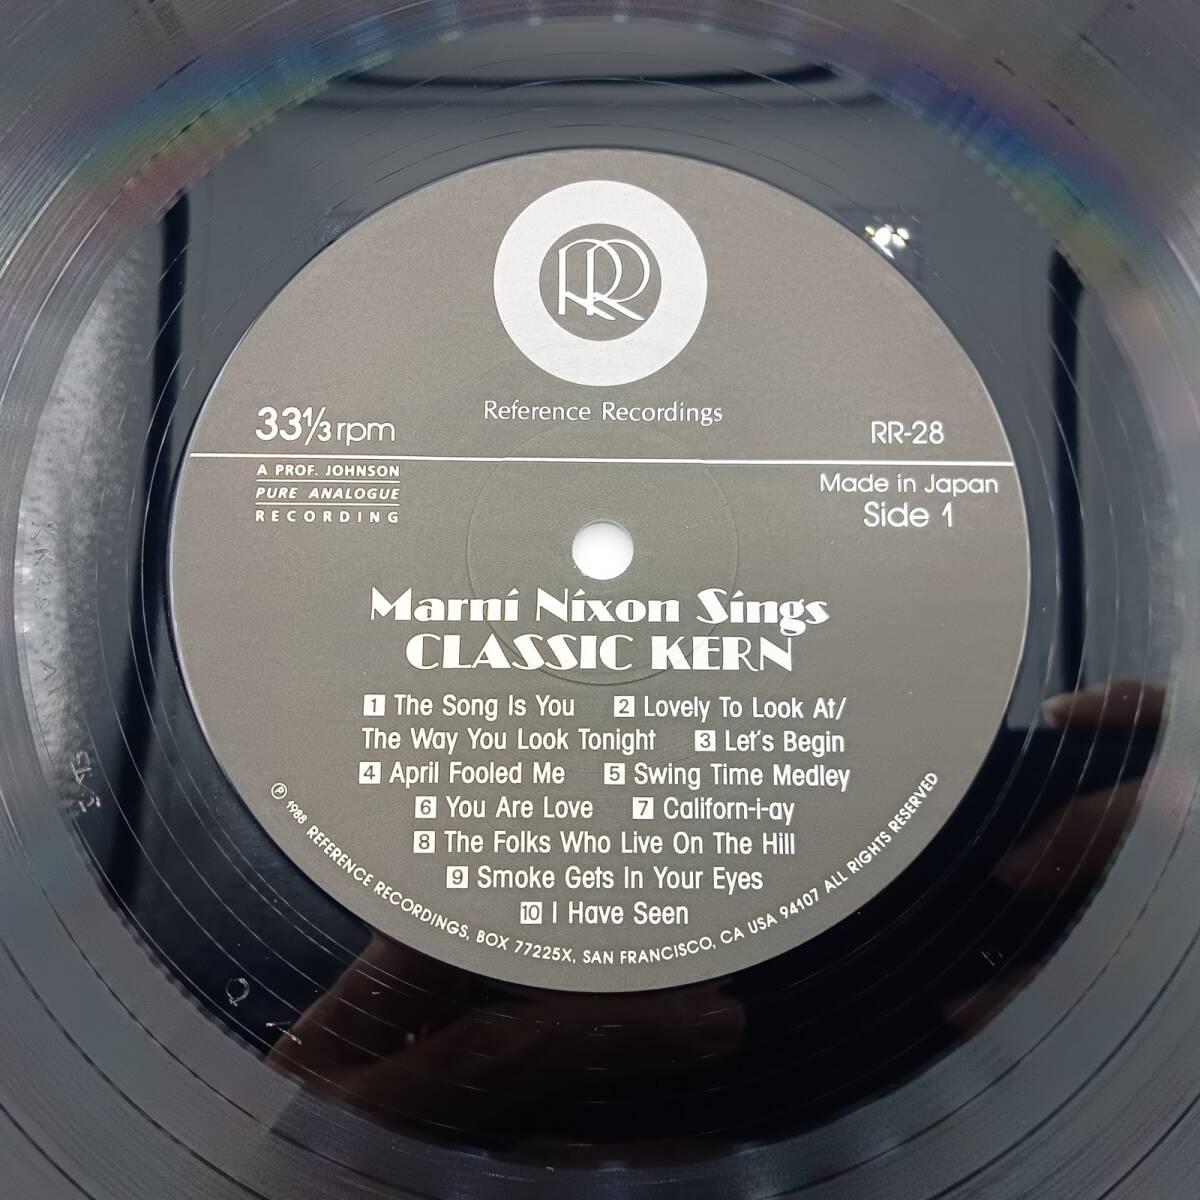 RR
Reference Recordings
33⅓ rpm
RR-28
A PROF. JOHNSON
PURE ANALOGUE
RECORDING
Made in Japan
Side 1
Marni Nixon Sings
CLASSIC KERN
1 The Song Is You 2 Lovely To Look At/
The Way You Look Tonight 3 Let's Begin
4 April Fooled Me 5 Swing Time Medley
6 You Are Love 7 Californ-i-ay
8 The Folks Who Live On The Hill
9 Smoke Gets In Your Eyes
10 I Have Seen
℗ 1988 REFERENCE RECORDINGS, BOX 77225X, SAN FRANCISCO, CA USA 94107 ALL RIGHTS RESERVED